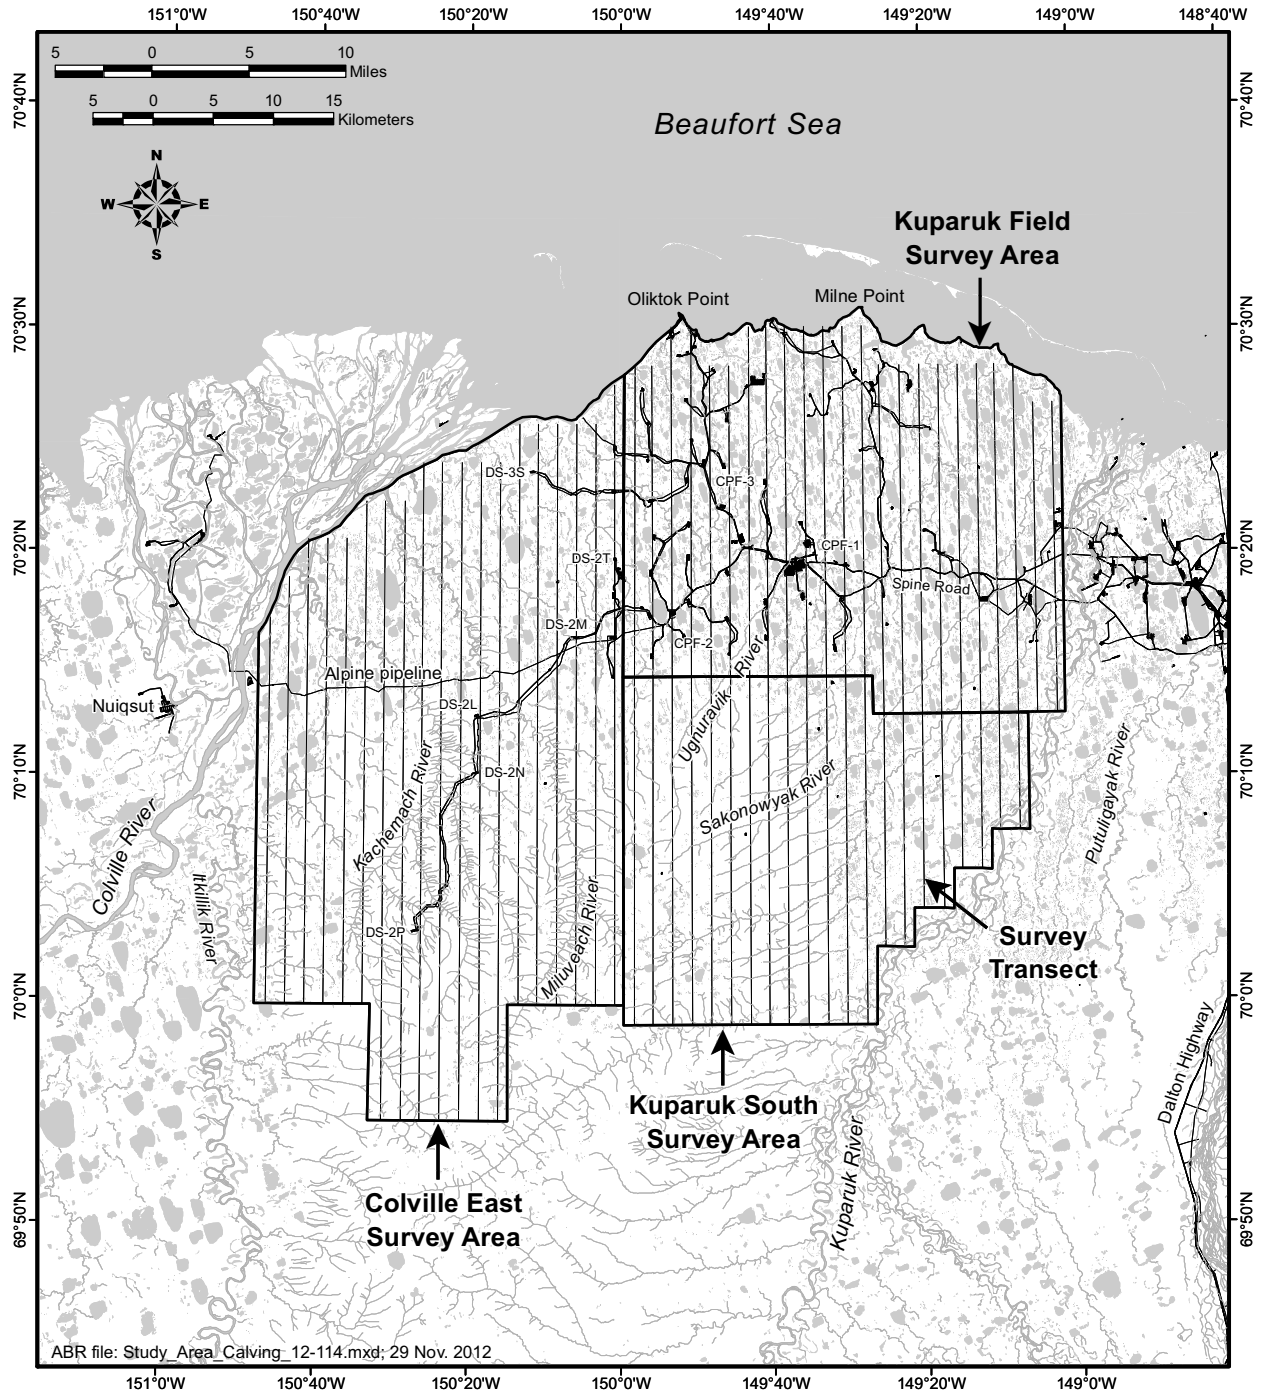 151°0'W 150°40'W 150°20'W 150°0'W 149°40'W 149°20'W 149°0'W 148°40'W
5 0 5 10
Miles
5 0 5 10 15
Kilometers
70°40'N
70°40'N
Beaufort Sea
N
W E
S
Kuparuk Field
Survey Area
Oliktok Point
Milne Point
70°30'N
70°30'N
DS-3S
CPF-3
70°20'N
70°20'N
DS-2T
CPF-1
Spine Road
DS-2M
CPF-2
Alpine pipeline
Nuiqsut
DS-2L
Ugnuravik River
DS-2N
70°10'N
70°10'N
Kachemach River
Sakonowyak River
Putuligayak River
Colville River
Itkillik River
DS-2P
Miluveach River
Survey
Transect
70°0'N
70°0'N
Dalton Highway
Kuparuk South
Survey Area
Kuparuk River
Colville East
Survey Area
69°50'N
69°50'N
ABR file: Study_Area_Calving_12-114.mxd; 29 Nov. 2012
151°0'W 150°40'W 150°20'W 150°0'W 149°40'W 149°20'W 149°0'W